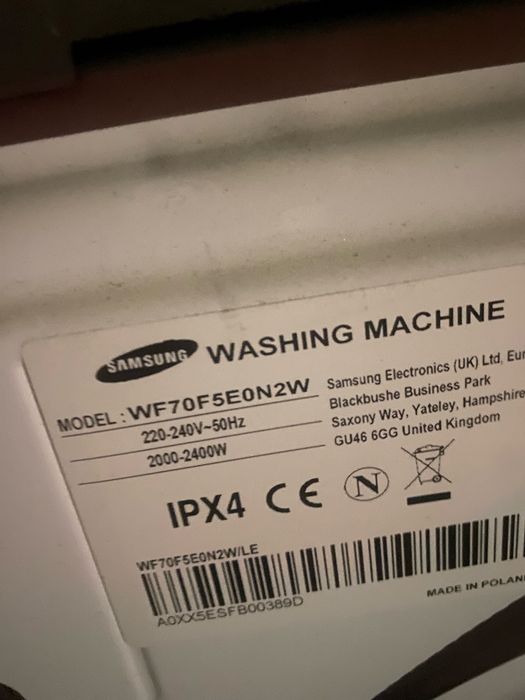 SAMSUNG WASHING MACHINE
MODEL : WF70F5E0N2W
220-240V~50Hz
2000-2400W
Samsung Electronics (UK) Ltd,
Blackbushe Business Park
Saxony Way, Yateley, Hampshire
GU46 6GG United Kingdom
IPX4 CE N
WF70F5E0N2W/LE
A0XX5ESFB00389D
MADE IN